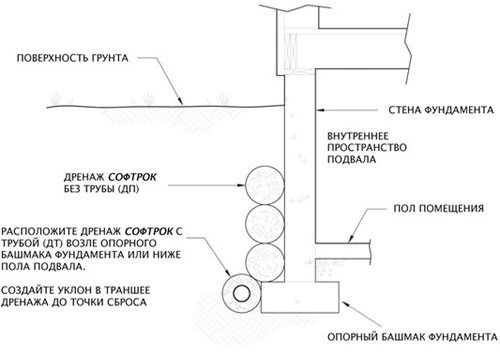 ПОВЕРХНОСТЬ ГРУНТА
СТЕНА ФУНДАМЕНТА
ВНУТРЕННЕЕ
ПРОСТРАНСТВО
ПОДВАЛА
ДРЕНАЖ СОФТРОК
БЕЗ ТРУБЫ (ДП)
ПОЛ ПОМЕЩЕНИЯ
РАСПОЛОЖИТЕ ДРЕНАЖ СОФТРОК С
ТРУБОЙ (ДТ) ВОЗЛЕ ОПОРНОГО
БАШМАКА ФУНДАМЕНТА ИЛИ НИЖЕ
ПОЛА ПОДВАЛА.
СОЗДАЙТЕ УКЛОН В ТРАНШЕЕ
ДРЕНАЖА ДО ТОЧКИ СБРОСА
ОПОРНЫЙ БАШМАК ФУНДАМЕНТА